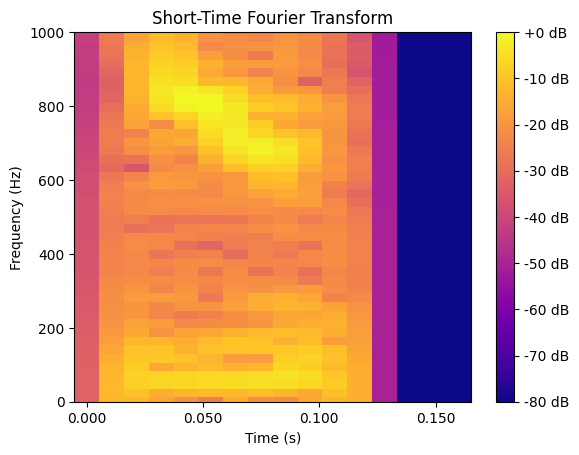 Short-Time Fourier Transform
1000
800
600
400
200
0
Frequency (Hz)
0.000
0.050
0.100
0.150
Time (s)
+0 dB
-10 dB
-20 dB
-30 dB
-40 dB
-50 dB
-60 dB
-70 dB
-80 dB